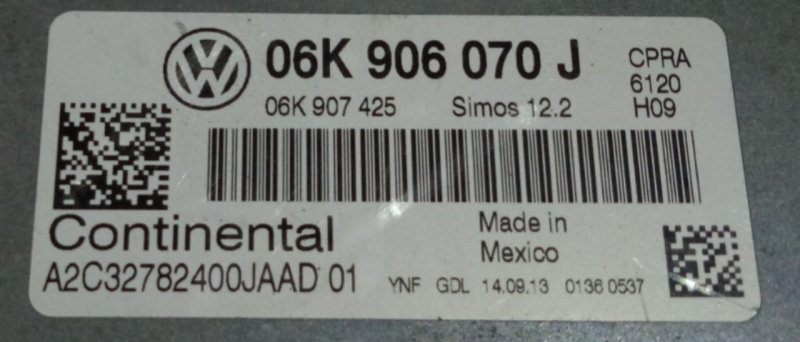 VW 06K 906 070 J CPRA
6120
06K 907 425 Simos 12.2 H09
Continental
Made in
Mexico
A2C32782400JAAD 01 YNF GDL 14.09.13 0136 0537